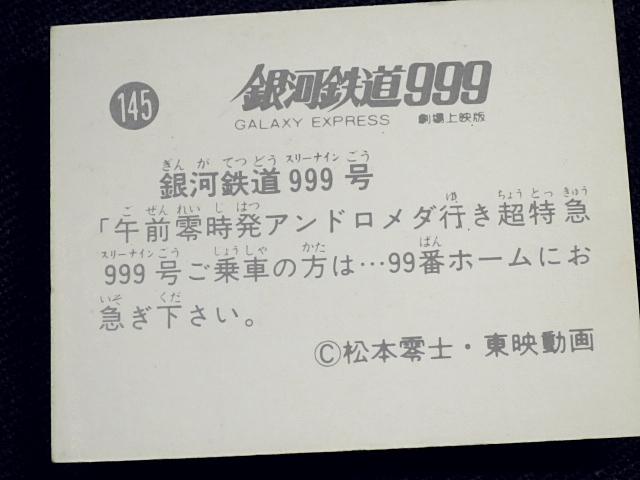 145
銀河鉄道999
GALAXY EXPRESS 劇場上映版
ぎん が てつ どう スリーナイン ごう
銀河鉄道 999 号
ご ぜん れい じ はつ ゆ ちょう とっ きゅう
「午前零時発アンドロメダ行き超特急
スリーナイン ごう じょう しゃ かた ばん
999 号ご乗車の方は…99番ホームにお
いそ くだ
急ぎ下さい。
©松本零士・東映動画